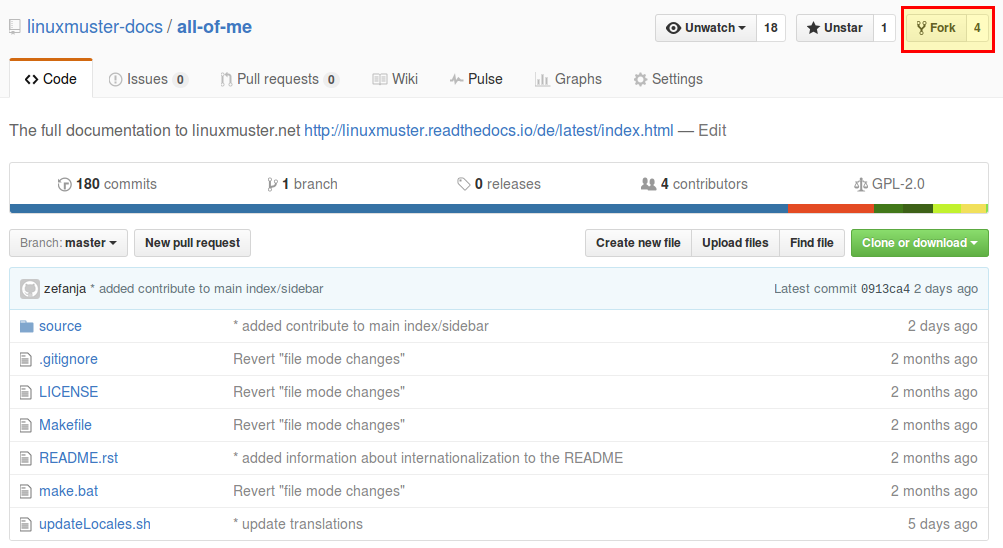 linuxmuster-docs / all-of-me Unwatch 18 Unstar 1 Fork 4
Code Issues 0 Pull requests 0 Wiki Pulse Graphs Settings
The full documentation to linuxmuster.net http://linuxmuster.readthedocs.io/de/latest/index.html — Edit
180 commits 1 branch 0 releases 4 contributors GPL-2.0
Branch: master New pull request Create new file Upload files Find file Clone or download
zefanja * added contribute to main index/sidebar Latest commit 0913ca4 2 days ago
source * added contribute to main index/sidebar 2 days ago
.gitignore Revert "file mode changes" 2 months ago
LICENSE Revert "file mode changes" 2 months ago
Makefile Revert "file mode changes" 2 months ago
README.rst * added information about internationalization to the README 2 months ago
make.bat Revert "file mode changes" 2 months ago
updateLocales.sh * update translations 5 days ago